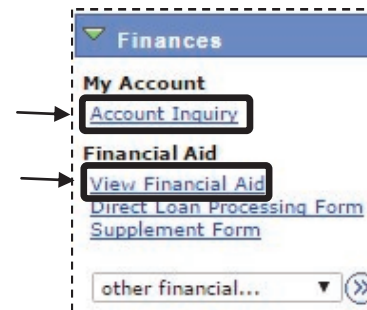 Finances
My Account
Account Inquiry
Financial Aid
View Financial Aid
Direct Loan Processing Form
Supplement Form
other financial...